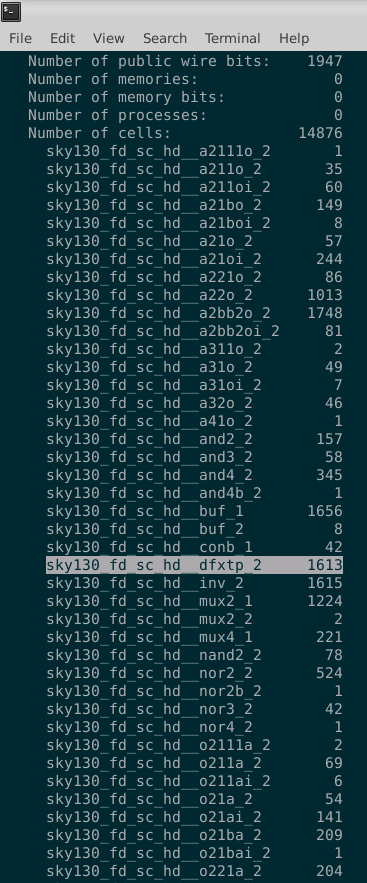 File Edit View Search Terminal Help
Number of public wire bits: 1947
Number of memories: 0
Number of memory bits: 0
Number of processes: 0
Number of cells: 14876
sky130_fd_sc_hd__a2111o_2 1
sky130_fd_sc_hd__a211o_2 35
sky130_fd_sc_hd__a211oi_2 60
sky130_fd_sc_hd__a21bo_2 149
sky130_fd_sc_hd__a21boi_2 8
sky130_fd_sc_hd__a21o_2 57
sky130_fd_sc_hd__a21oi_2 244
sky130_fd_sc_hd__a221o_2 86
sky130_fd_sc_hd__a22o_2 1013
sky130_fd_sc_hd__a2bb2o_2 1748
sky130_fd_sc_hd__a2bb2oi_2 81
sky130_fd_sc_hd__a311o_2 2
sky130_fd_sc_hd__a31o_2 49
sky130_fd_sc_hd__a31oi_2 7
sky130_fd_sc_hd__a32o_2 46
sky130_fd_sc_hd__a41o_2 1
sky130_fd_sc_hd__and2_2 157
sky130_fd_sc_hd__and3_2 58
sky130_fd_sc_hd__and4_2 345
sky130_fd_sc_hd__and4b_2 1
sky130_fd_sc_hd__buf_1 1656
sky130_fd_sc_hd__buf_2 8
sky130_fd_sc_hd__conb_1 42
sky130_fd_sc_hd__dfxtp_2 1613
sky130_fd_sc_hd__inv_2 1615
sky130_fd_sc_hd__mux2_1 1224
sky130_fd_sc_hd__mux2_2 2
sky130_fd_sc_hd__mux4_1 221
sky130_fd_sc_hd__nand2_2 78
sky130_fd_sc_hd__nor2_2 524
sky130_fd_sc_hd__nor2b_2 1
sky130_fd_sc_hd__nor3_2 42
sky130_fd_sc_hd__nor4_2 1
sky130_fd_sc_hd__o2111a_2 2
sky130_fd_sc_hd__o211a_2 69
sky130_fd_sc_hd__o211ai_2 6
sky130_fd_sc_hd__o21a_2 54
sky130_fd_sc_hd__o21ai_2 141
sky130_fd_sc_hd__o21ba_2 209
sky130_fd_sc_hd__o21bai_2 1
sky130_fd_sc_hd__o221a_2 204